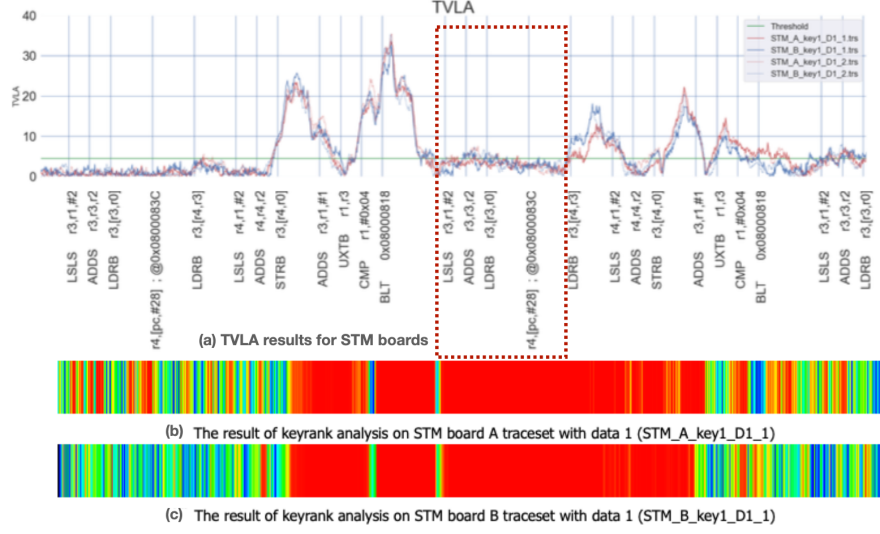 TVLA
40
30
20
10
0
TVLA
Threshold
STM_A_key1_D1_1.trs
STM_B_key1_D1_1.trs
STM_A_key1_D1_2.trs
STM_B_key1_D1_2.trs
LSLS r3,r1,#2
ADDS r3,r3,r2
LDRB r3,[r3,r0]
r4,[pc,#28] ; @0x0800083C
LDRB r3,[r4,r3]
LSLS r4,r1,#2
ADDS r4,r4,r2
STRB r3,[r4,r0]
ADDS r3,r1,#1
UXTB r1,r3
CMP r1,#0x04
BLT 0x08000818
LSLS r3,r1,#2
ADDS r3,r3,r2
LDRB r3,[r3,r0]
r4,[pc,#28] ; @0x0800083C
LDRB r3,[r4,r3]
LSLS r4,r1,#2
ADDS r4,r4,r2
STRB r3,[r4,r0]
ADDS r3,r1,#1
UXTB r1,r3
CMP r1,#0x04
BLT 0x08000818
LSLS r3,r1,#2
ADDS r3,r3,r2
LDRB r3,[r3,r0]
(a) TVLA results for STM boards
(b) The result of keyrank analysis on STM board A traceset with data 1 (STM_A_key1_D1_1)
(c) The result of keyrank analysis on STM board B traceset with data 1 (STM_B_key1_D1_1)